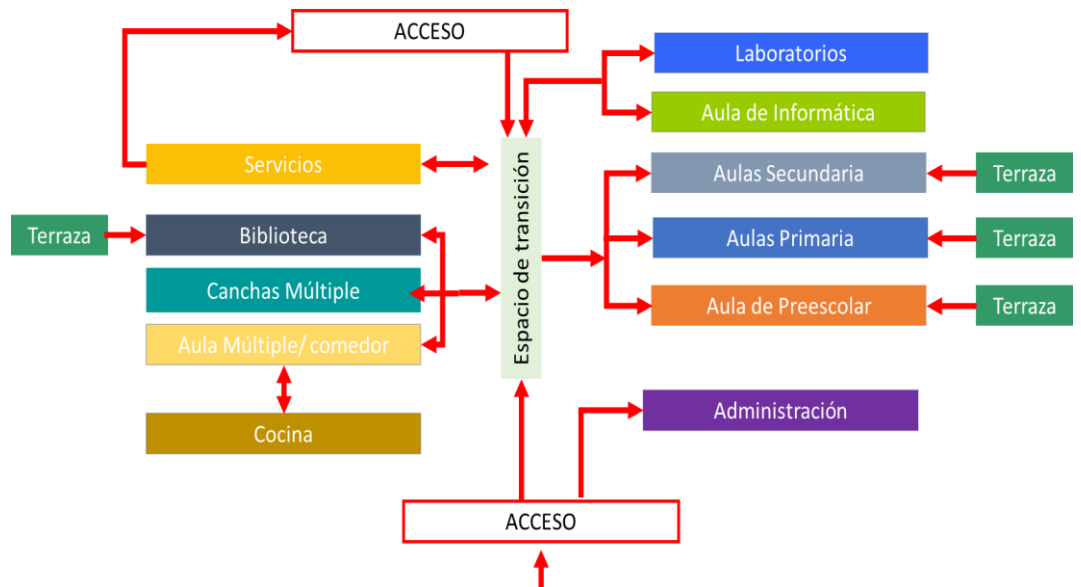 ACCESO
Laboratorios
Aula de Informática
Servicios
Espacio de transición
Aulas Secundaria
Terraza
Terraza
Biblioteca
Aulas Primaria
Terraza
Canchas Múltiple
Aula de Preescolar
Terraza
Aula Múltiple/ comedor
Cocina
Administración
ACCESO